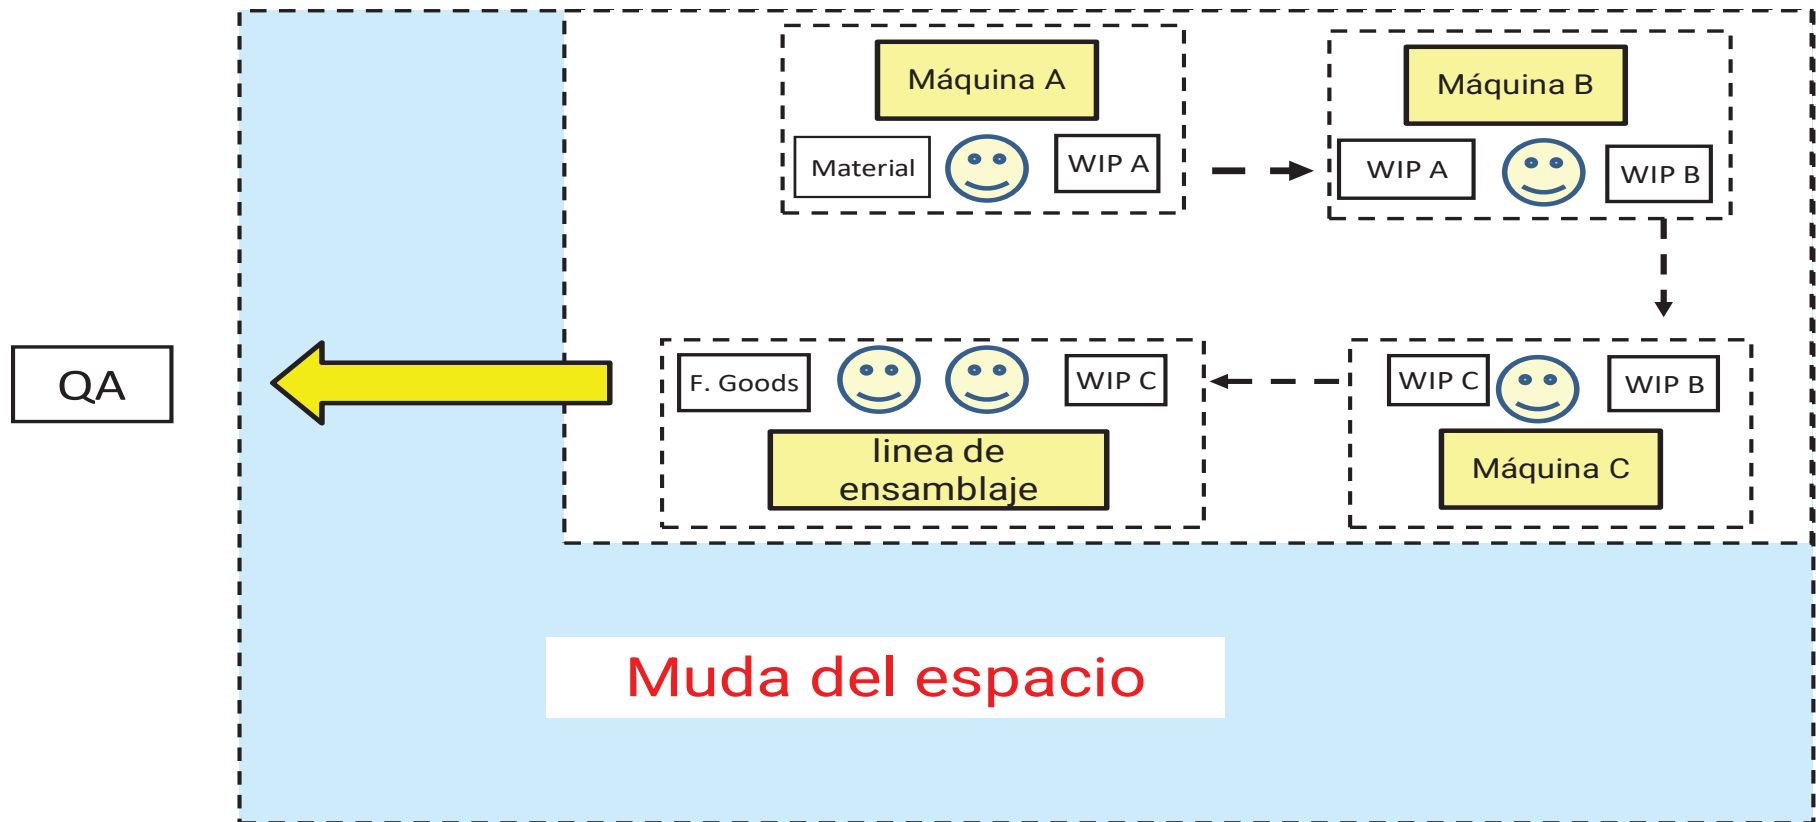 Máquina A
Máquina B
Material
WIP A
WIP A
WIP B
QA
F. Goods
WIP C
WIP C
WIP B
linea de
ensamblaje
Máquina C
Muda del espacio